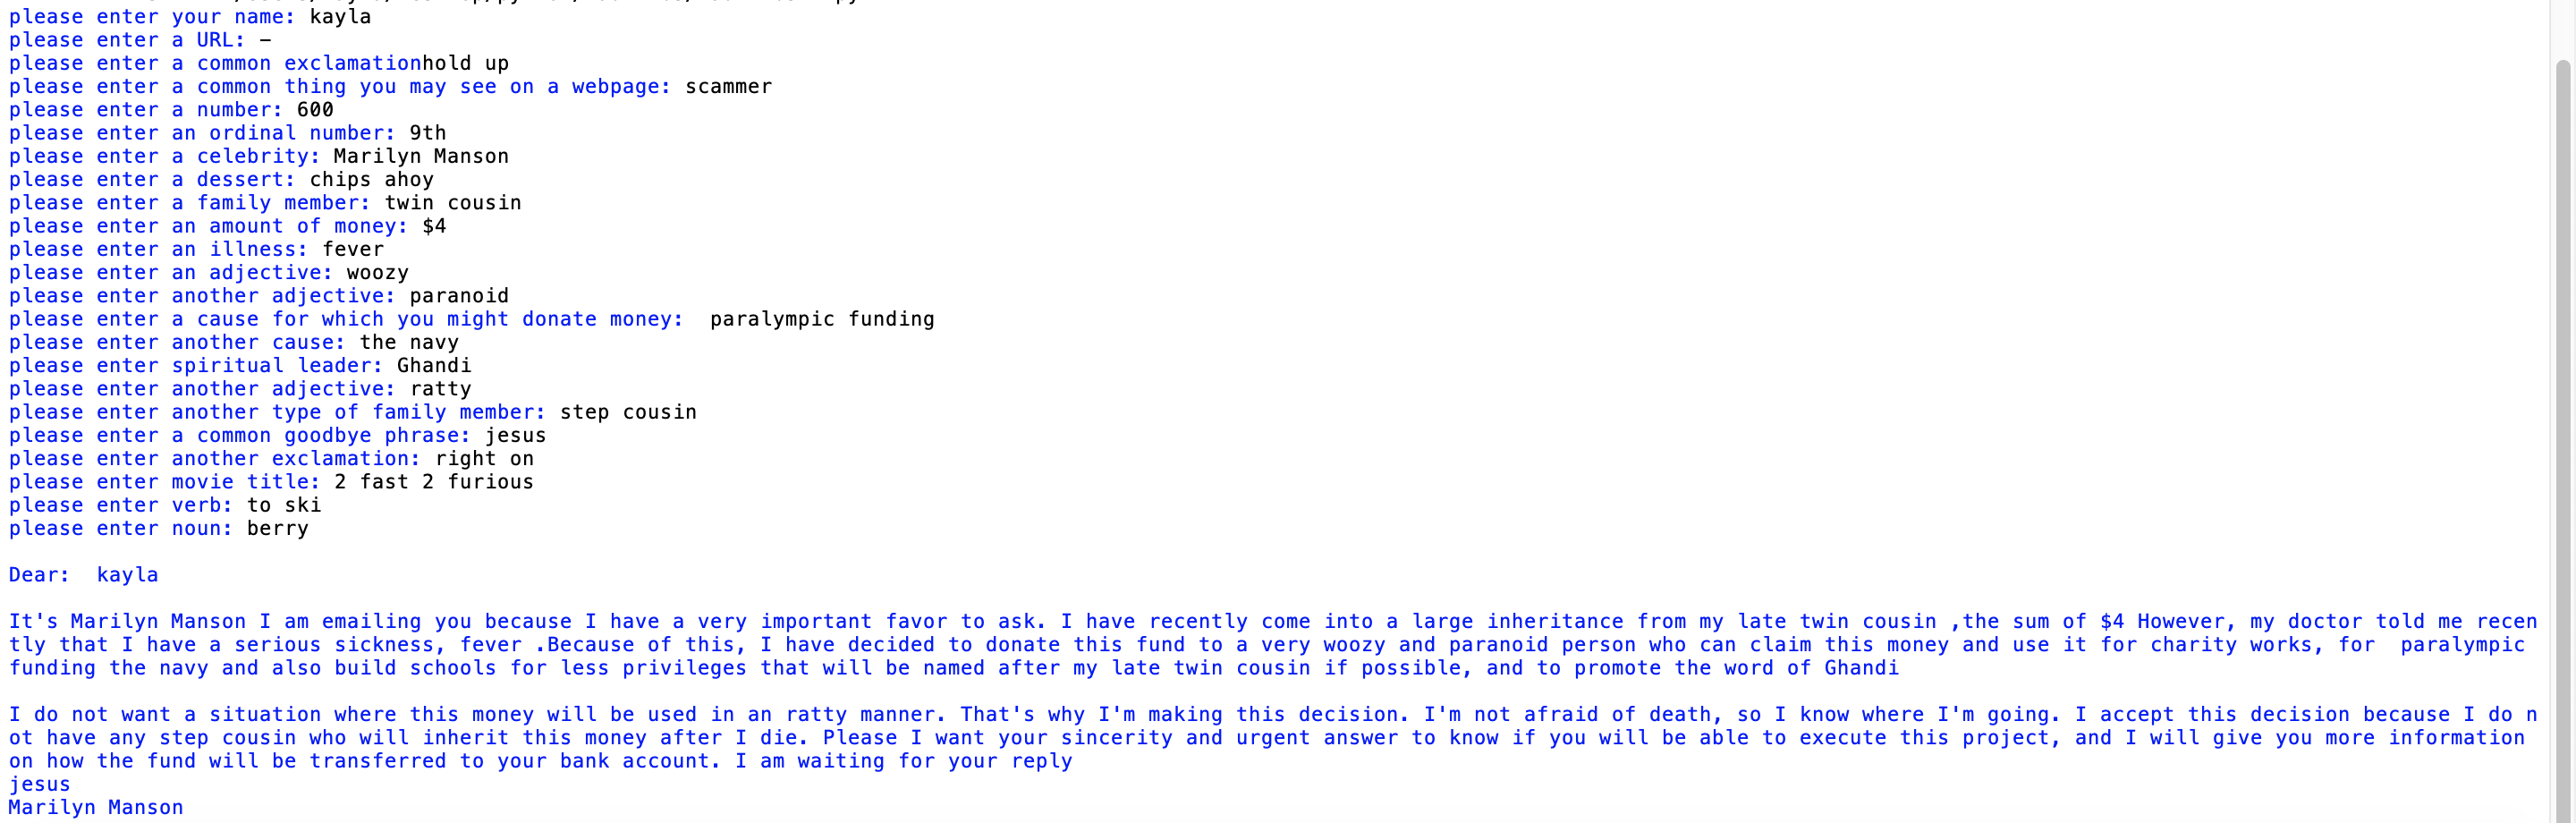 please enter your name: kayla
please enter a URL: -
please enter a common exclamationhold up
please enter a common thing you may see on a webpage: scammer
please enter a number: 600
please enter an ordinal number: 9th
please enter a celebrity: Marilyn Manson
please enter a dessert: chips ahoy
please enter a family member: twin cousin
please enter an amount of money: $4
please enter an illness: fever
please enter an adjective: woozy
please enter another adjective: paranoid
please enter a cause for which you might donate money:  paralympic funding
please enter another cause: the navy
please enter spiritual leader: Ghandi
please enter another adjective: ratty
please enter another type of family member: step cousin
please enter a common goodbye phrase: jesus
please enter another exclamation: right on
please enter movie title: 2 fast 2 furious
please enter verb: to ski
please enter noun: berry
Dear:  kayla
It's Marilyn Manson I am emailing you because I have a very important favor to ask. I have recently come into a large inheritance from my late twin cousin ,the sum of $4 However, my doctor told me recen
tly that I have a serious sickness, fever .Because of this, I have decided to donate this fund to a very woozy and paranoid person who can claim this money and use it for charity works, for  paralympic
funding the navy and also build schools for less privileges that will be named after my late twin cousin if possible, and to promote the word of Ghandi
I do not want a situation where this money will be used in an ratty manner. That's why I'm making this decision. I'm not afraid of death, so I know where I'm going. I accept this decision because I do n
ot have any step cousin who will inherit this money after I die. Please I want your sincerity and urgent answer to know if you will be able to execute this project, and I will give you more information
on how the fund will be transferred to your bank account. I am waiting for your reply
jesus
Marilyn Manson